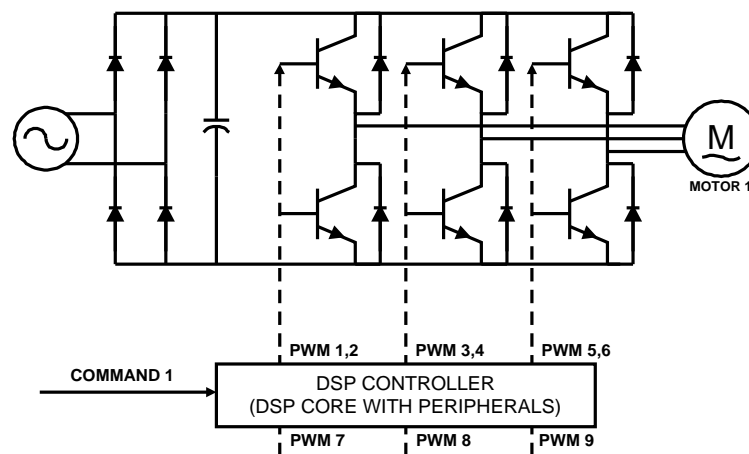 M
MOTOR 1
PWM 1,2 PWM 3,4 PWM 5,6
COMMAND 1
DSP CONTROLLER
(DSP CORE WITH PERIPHERALS)
PWM 7 PWM 8 PWM 9